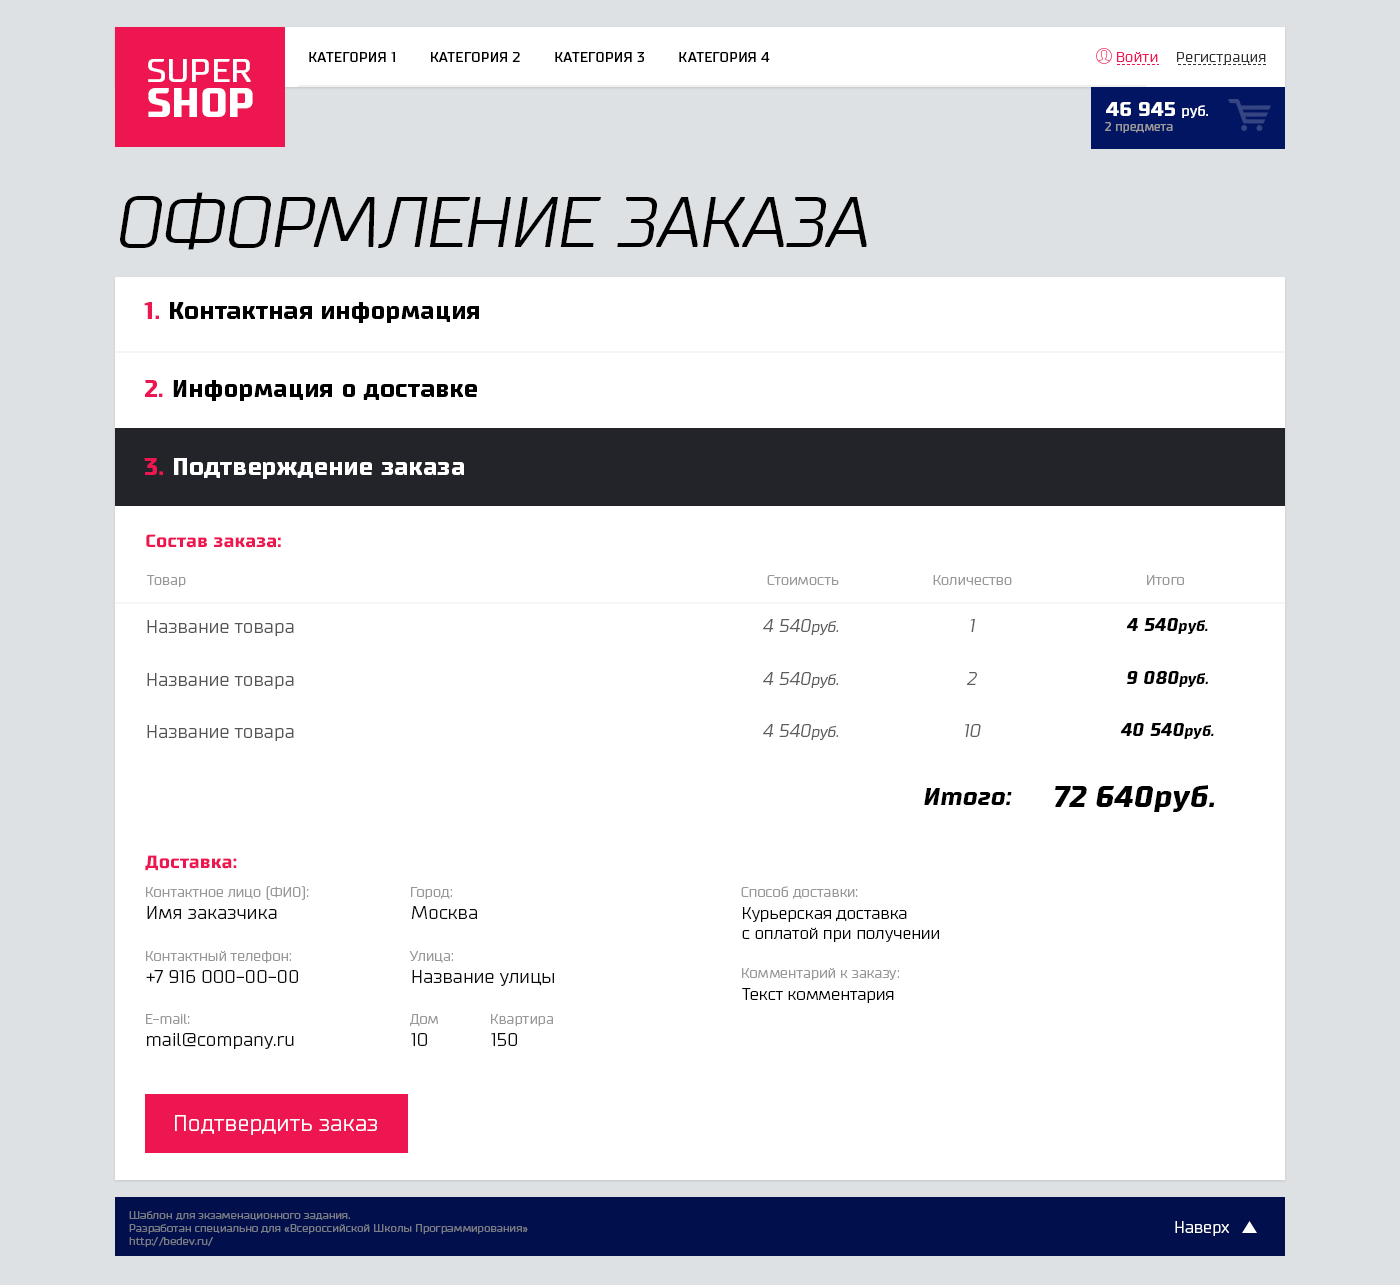 SUPER
SHOP
КАТЕГОРИЯ 1 КАТЕГОРИЯ 2 КАТЕГОРИЯ 3 КАТЕГОРИЯ 4
Войти Регистрация
46 945 руб.
2 предмета
ОФОРМЛЕНИЕ ЗАКАЗА
1. Контактная информация
2. Информация о доставке
3. Подтверждение заказа
Состав заказа:
Товар Стоимость Количество Итого
Название товара 4 540руб. 1 4 540руб.
Название товара 4 540руб. 2 9 080руб.
Название товара 4 540руб. 10 40 540руб.
Итого: 72 640руб.
Доставка:
Контактное лицо (ФИО): Город: Способ доставки:
Имя заказчика Москва Курьерская доставка
с оплатой при получении
Контактный телефон: Улица: Комментарий к заказу:
+7 916 000-00-00 Название улицы Текст комментария
E-mail: Дом Квартира
mail@company.ru 10 150
Подтвердить заказ
Шаблон для экзаменационного задания.
Разработан специально для «Всероссийской Школы Программирования»
http://bedev.ru/
Наверх